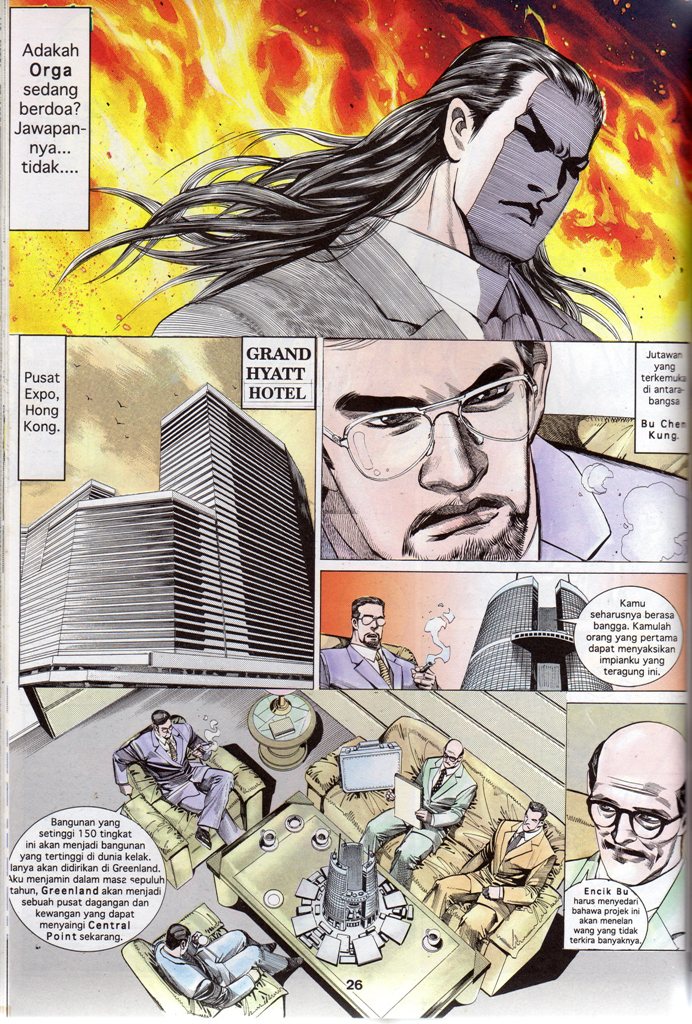 Adakah
Orga
sedang
berdoa?
Jawapan-
nya...
tidak....
Pusat
Expo,
Hong
Kong.
GRAND
HYATT
HOTEL
Jutawan
yang
terkemuka
di antara-
bangsa
Bu Chen
Kung.
Kamu
seharusnya berasa
bangga. Kamulah
orang yang pertama
dapat menyaksikan
impianku yang
teragung ini.
Bangunan yang
setinggi 150 tingkat
ini akan menjadi bangunan
yang tertinggi di dunia kelak.
Ianya akan didirikan di Greenland.
Aku menjamin dalam masa sepuluh
tahun, Greenland akan menjadi
sebuah pusat dagangan dan
kewangan yang dapat
menyaingi Central
Point sekarang.
Encik Bu
harus menyedari
bahawa projek ini
akan menelan
wang yang tidak
terkira banyaknya.
26